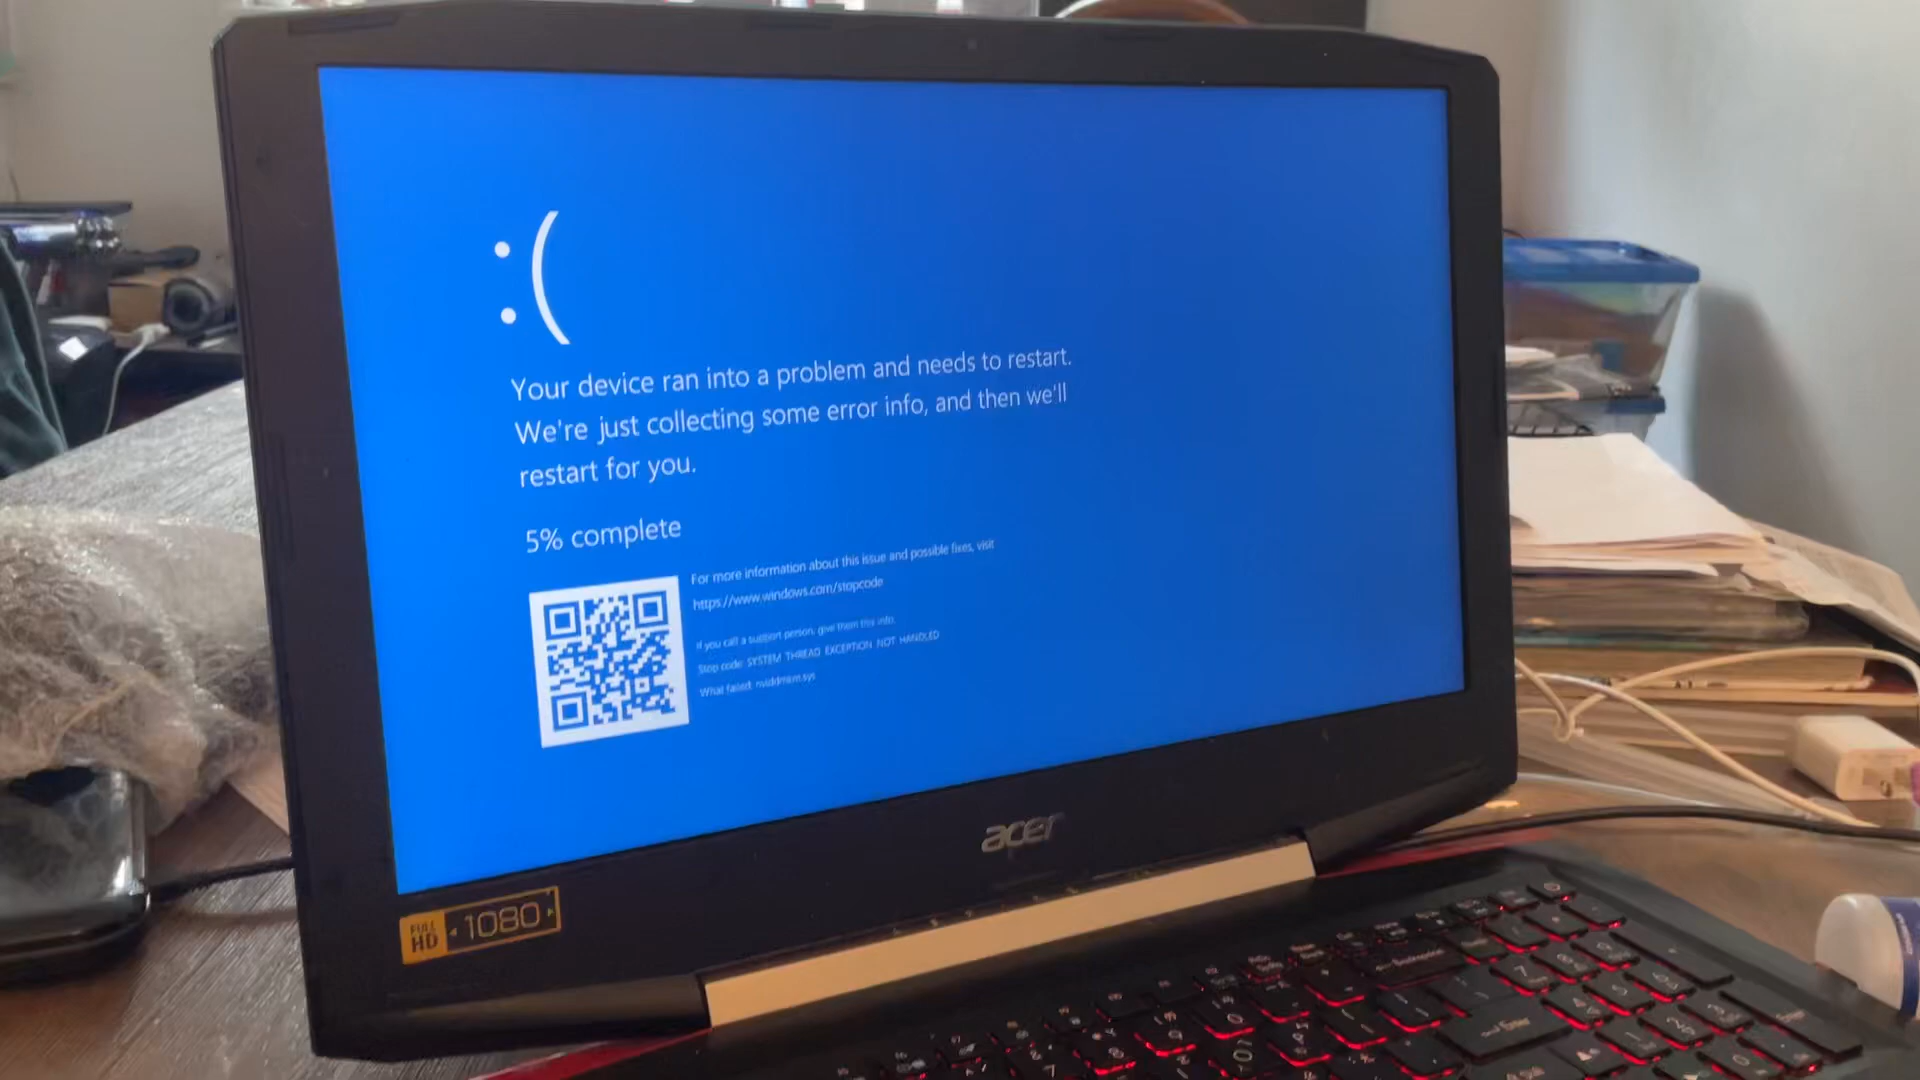 :(
Your device ran into a problem and needs to restart.
We're just collecting some error info, and then we'll
restart for you.
5% complete
For more information about this issue and possible fixes, visit
https://www.windows.com/stopcode
If you call a support person, give them this info:
Stop code: SYSTEM THREAD EXCEPTION NOT HANDLED
What failed:
acer
FULL HD 1080
Enter